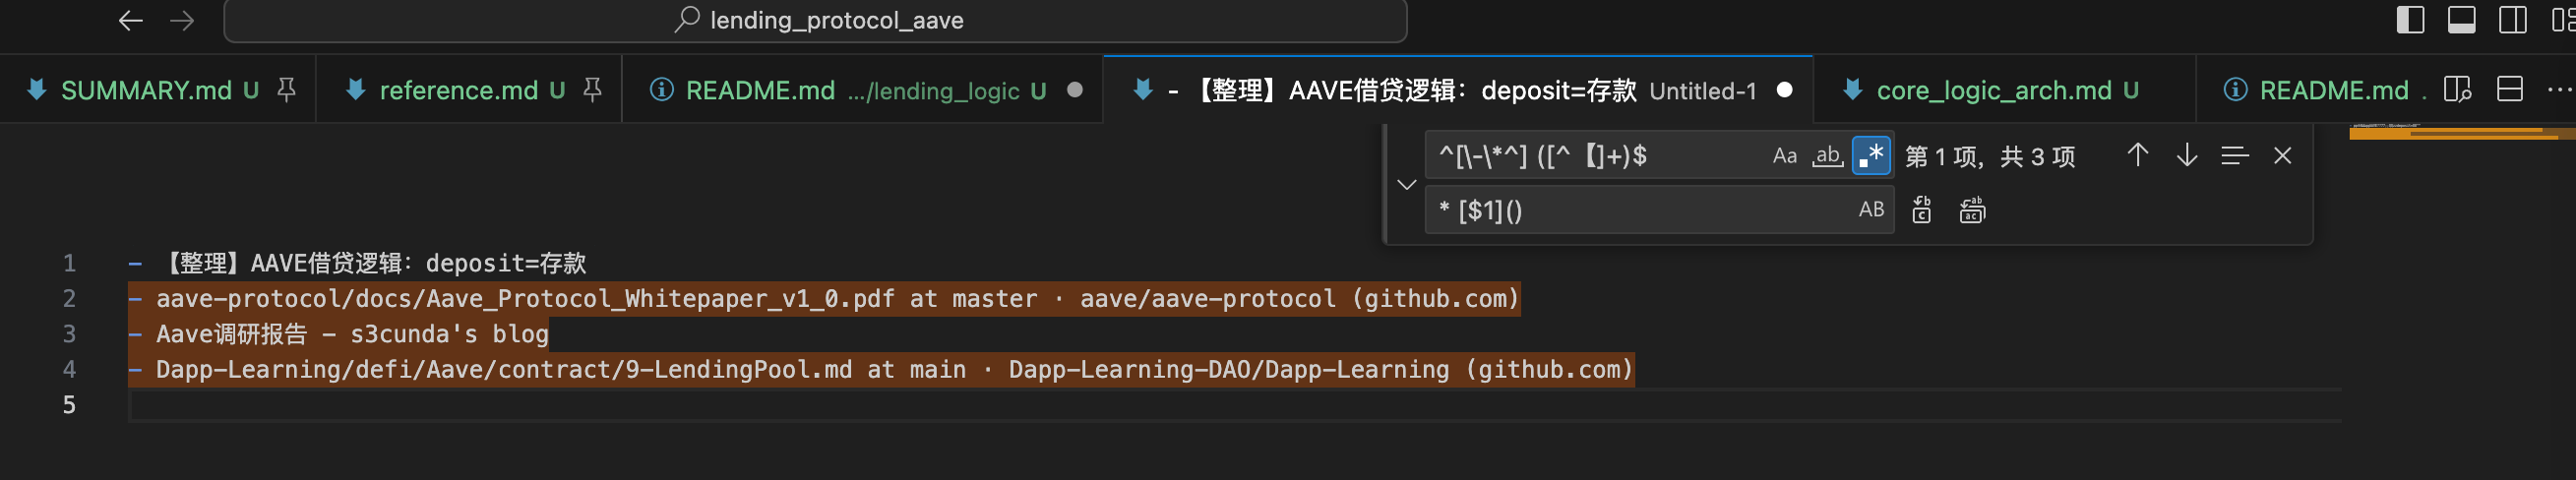 lending_protocol_aave
SUMMARY.md U
reference.md U
README.md .../lending_logic U
- 【整理】AAVE借贷逻辑：deposit=存款 Untitled-1
core_logic_arch.md U
README.md .
^[\-\*^] ([^【]+)$ Aa ab .* 第 1 项，共 3 项
* [$1]() AB
1 - 【整理】AAVE借贷逻辑：deposit=存款
2 - aave-protocol/docs/Aave_Protocol_Whitepaper_v1_0.pdf at master · aave/aave-protocol (github.com)
3 - Aave调研报告 - s3cunda's blog
4 - Dapp-Learning/defi/Aave/contract/9-LendingPool.md at main · Dapp-Learning-DAO/Dapp-Learning (github.com)
5